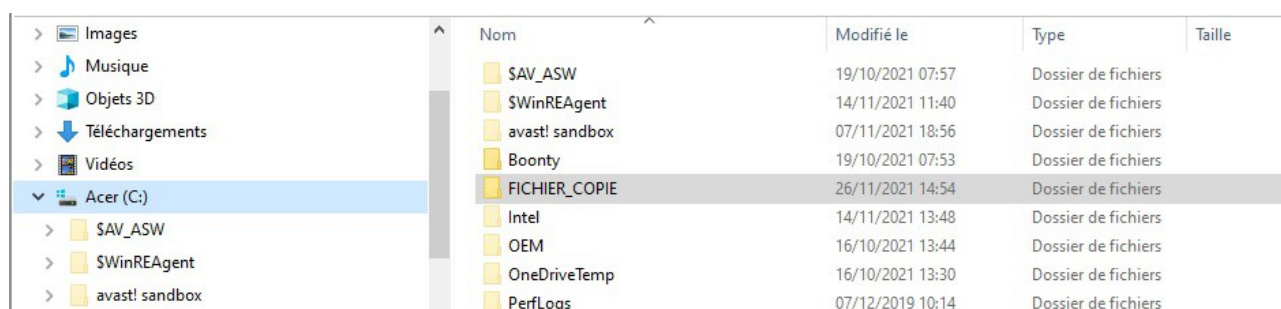 Images
Musique
Objets 3D
Téléchargements
Vidéos
Acer (C:)
$AV_ASW
$WinREAgent
avast! sandbox
Nom Modifié le Type Taille
$AV_ASW 19/10/2021 07:57 Dossier de fichiers
$WinREAgent 14/11/2021 11:40 Dossier de fichiers
avast! sandbox 07/11/2021 18:56 Dossier de fichiers
Boonty 19/10/2021 07:53 Dossier de fichiers
FICHIER_COPIE 26/11/2021 14:54 Dossier de fichiers
Intel 14/11/2021 13:48 Dossier de fichiers
OEM 16/10/2021 13:44 Dossier de fichiers
OneDriveTemp 16/10/2021 13:30 Dossier de fichiers
PerfLogs 07/12/2019 10:14 Dossier de fichiers